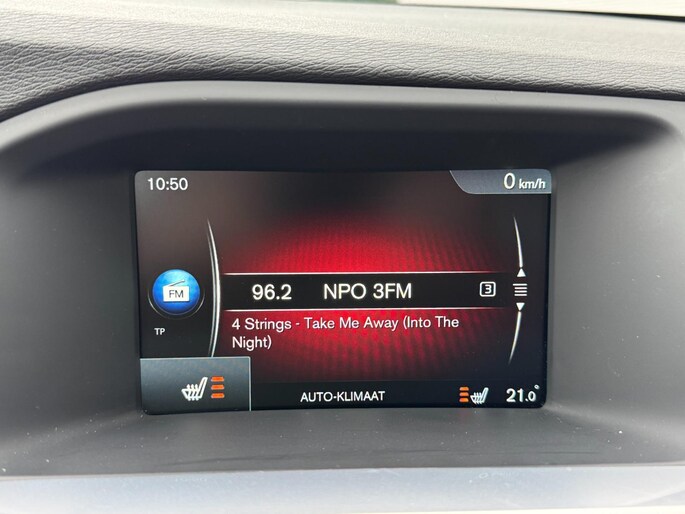 10:50
0 km/h
FM
96.2 NPO 3FM 3
TP
4 Strings - Take Me Away (Into The
Night)
AUTO-KLIMAAT
21.0°